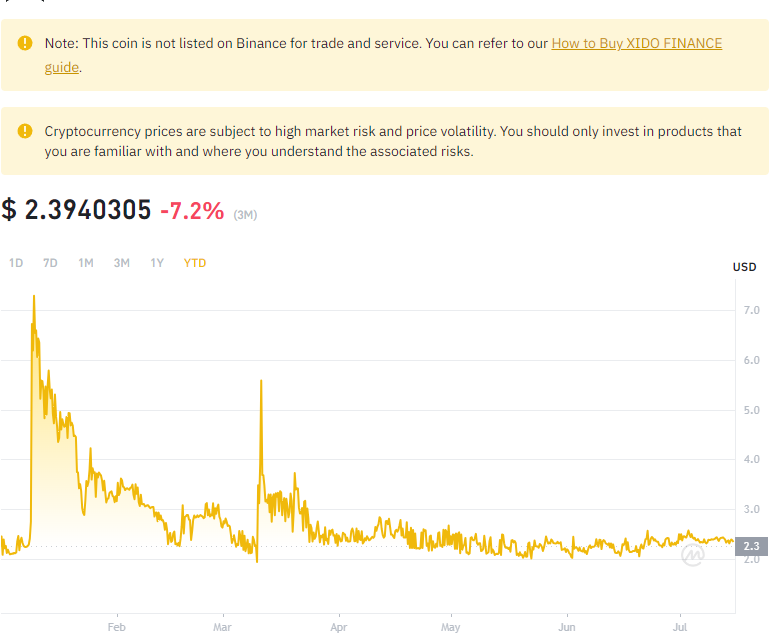 Note: This coin is not listed on Binance for trade and service. You can refer to our How to Buy XIDO FINANCE
guide.
Cryptocurrency prices are subject to high market risk and price volatility. You should only invest in products that
you are familiar with and where you understand the associated risks.
$ 2.3940305 -7.2% (3M)
1D 7D 1M 3M 1Y YTD
USD
7.0
6.0
5.0
4.0
3.0
2.3
2.0
Feb Mar Apr May Jun Jul